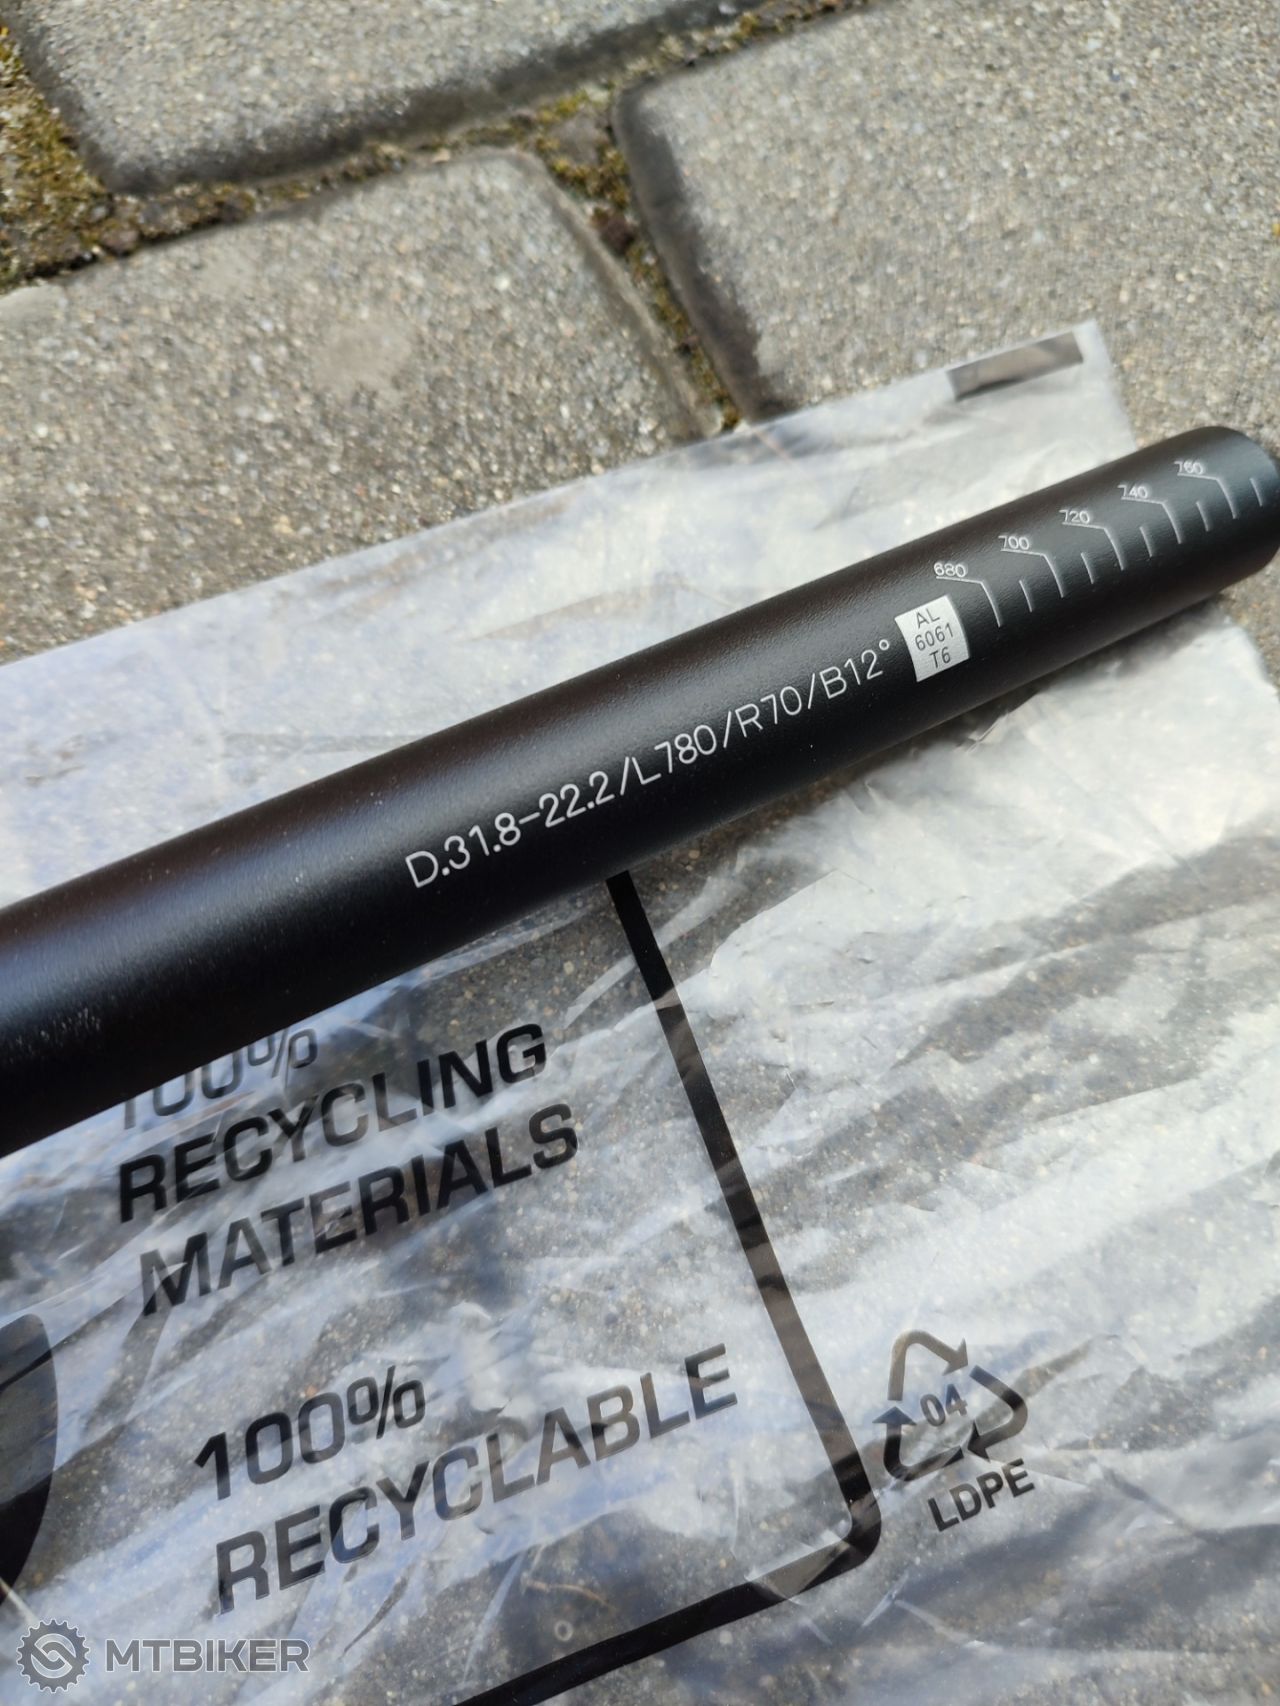 760
740
720
700
680
AL
6061
T6
D.31.8-22.2/L780/R70/B12°
100%
RECYCLING
MATERIALS
100%
RECYCLABLE
04
LDPE
MTBIKER